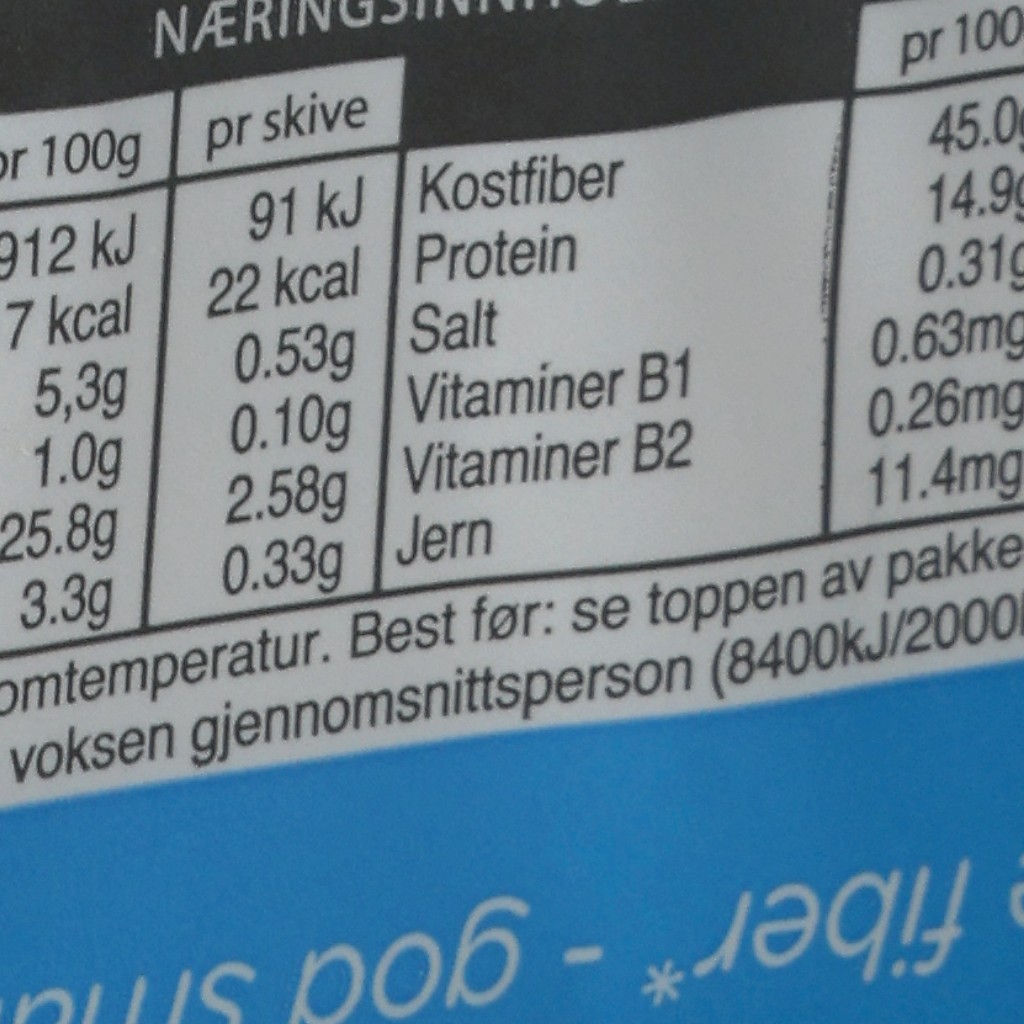 pr 100g pr skive pr 100
912 kJ 91 kJ Kostfiber 45.0g
7 kcal 22 kcal Protein 14.9g
5,3g 0.53g Salt 0.31g
1.0g 0.10g Vitaminer B1 0.63mg
25.8g 2.58g Vitaminer B2 0.26mg
3.3g 0.33g Jern 11.4mg
omtemperatur. Best før: se toppen av pakke
voksen gjennomsnittsperson (8400kJ/2000
fiber* - god